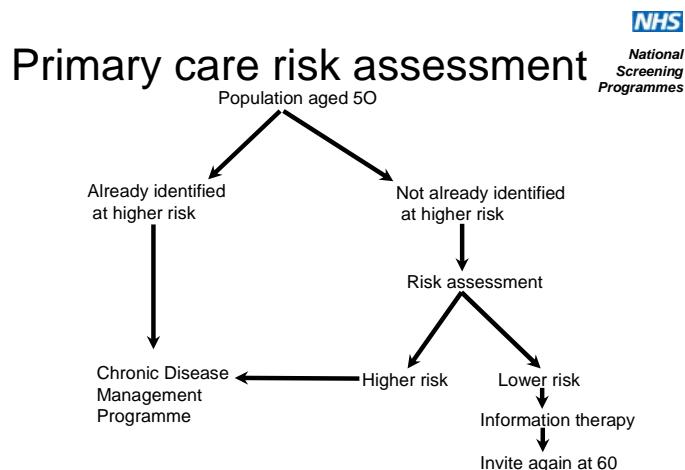 NHS
Primary care risk assessment
National
Screening
Programmes
Population aged 5O
Already identified
at higher risk
Not already identified
at higher risk
Risk assessment
Chronic Disease
Management
Programme
Higher risk
Lower risk
Information therapy
Invite again at 60